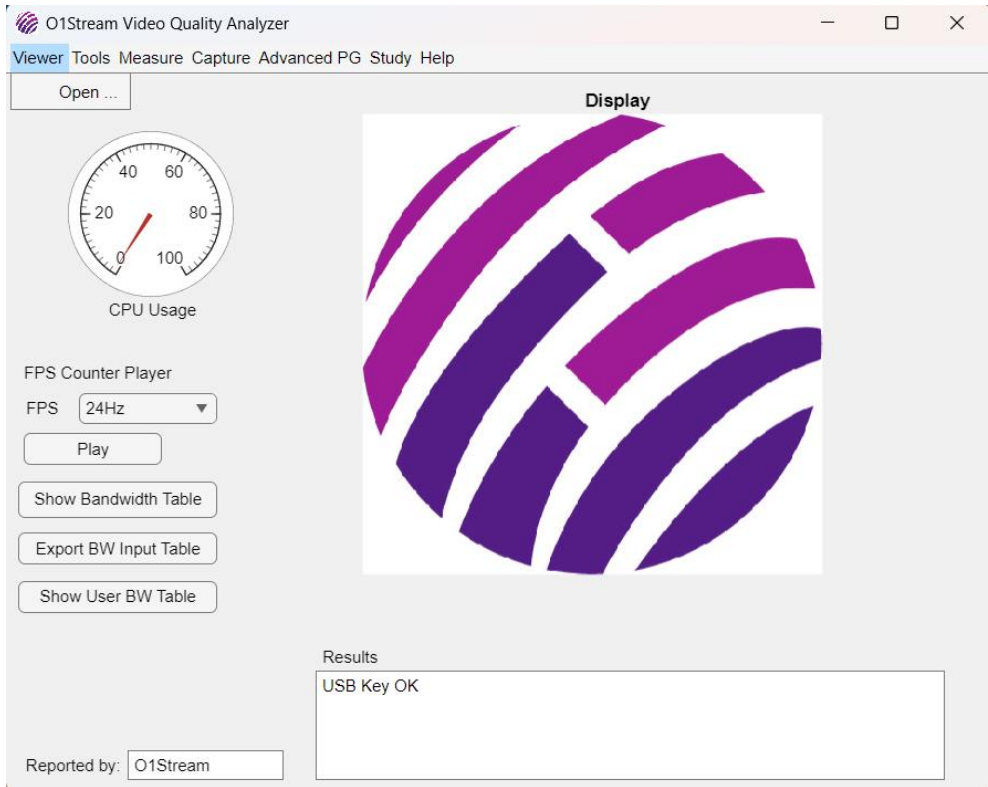 O1Stream Video Quality Analyzer
Viewer Tools Measure Capture Advanced PG Study Help
Open ...
Display
40 60
20 80
0 100
CPU Usage
FPS Counter Player
FPS 24Hz
Play
Show Bandwidth Table
Export BW Input Table
Show User BW Table
Results
USB Key OK
Reported by: O1Stream